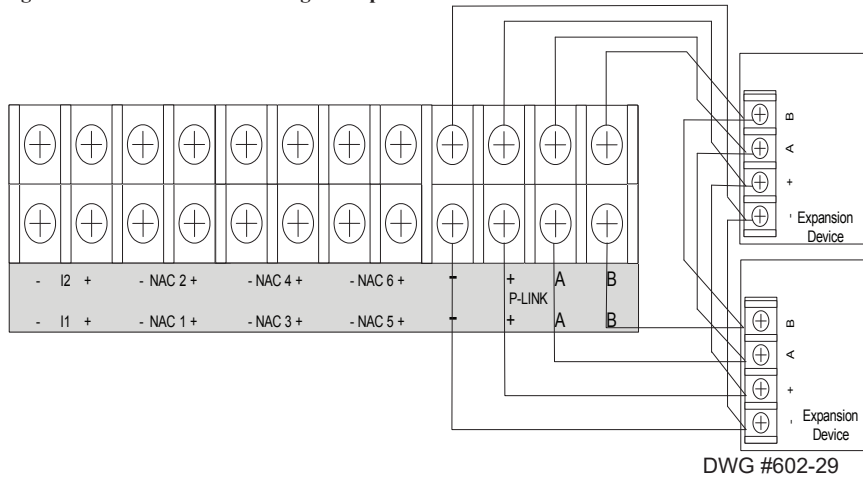 B
A
+
-
Expansion
Device
- I2 + - NAC 2 + - NAC 4 + - NAC 6 + - + A B
P-LINK
- I1 + - NAC 1 + - NAC 3 + - NAC 5 + - + A B
B
A
+
-
Expansion
Device
DWG #602-29